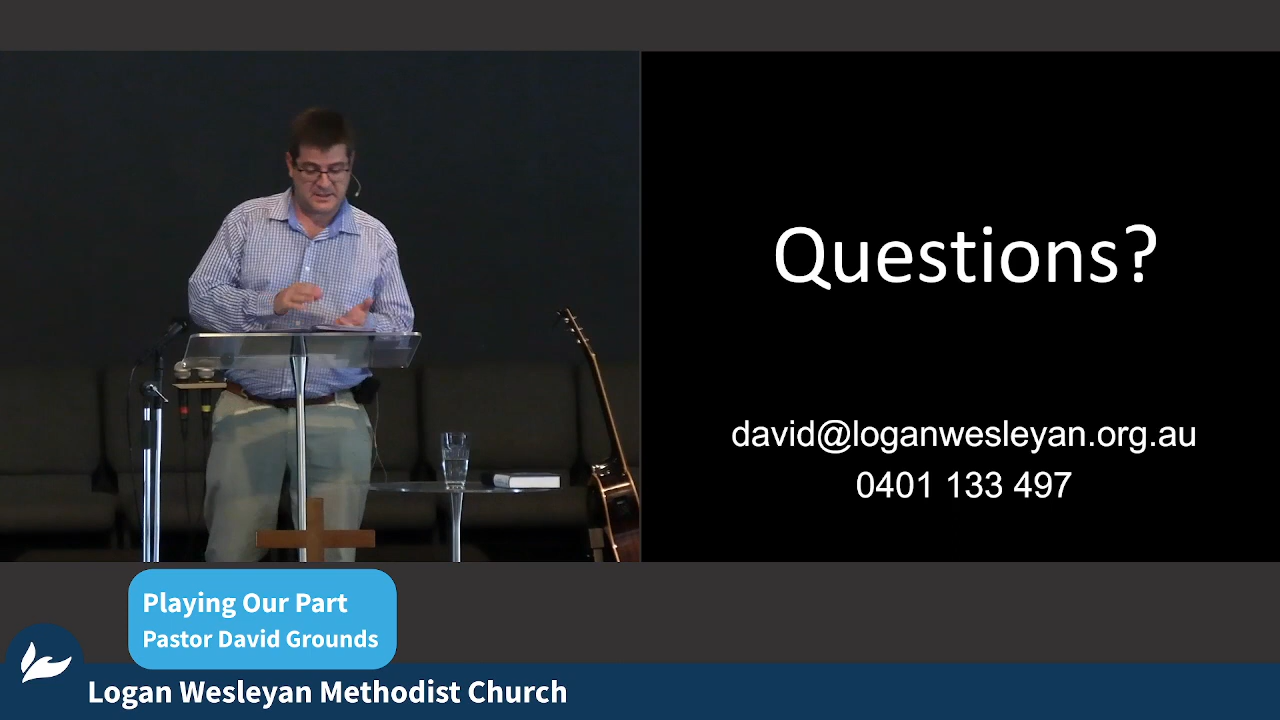 Questions?
david@loganwesleyan.org.au
0401 133 497
Playing Our Part
Pastor David Grounds
Logan Wesleyan Methodist Church